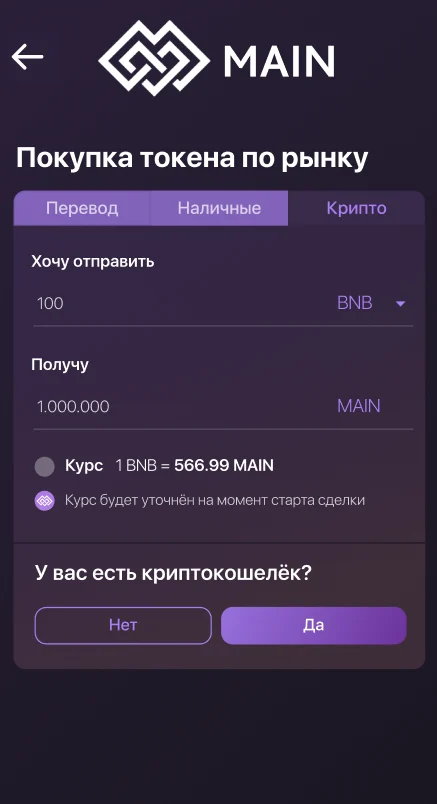 MAIN
Покупка токена по рынку
Перевод Наличные Крипто
Хочу отправить
100 BNB
Получу
1.000.000 MAIN
Курс 1 BNB = 566.99 MAIN
Курс будет уточнён на момент старта сделки
У вас есть криптокошелёк?
Нет Да